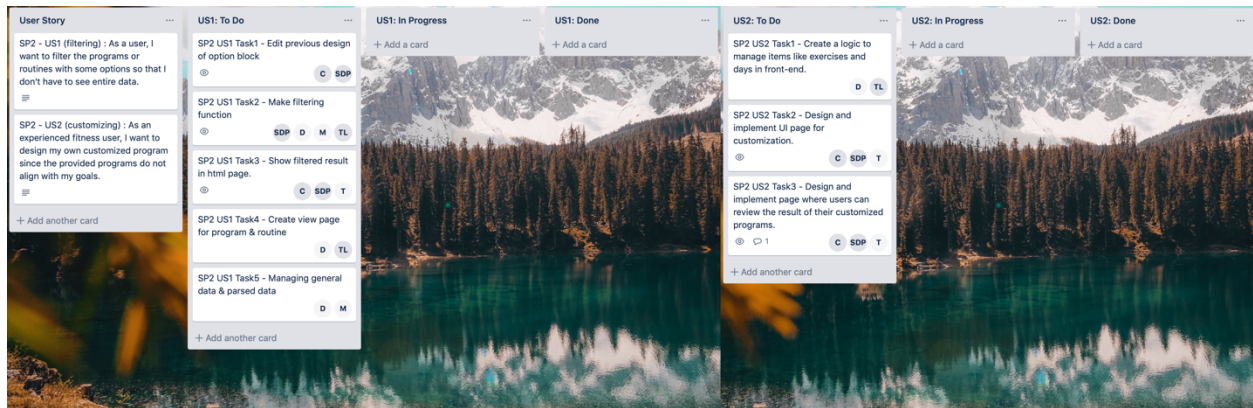 User Story
...
SP2 - US1 (filtering) : As a user, I
want to filter the programs or
routines with some options so that I
don't have to see entire data.
SP2 - US2 (customizing) : As an
experienced fitness user, I want to
design my own customized program
since the provided programs do not
align with my goals.
+ Add another card
US1: To Do
...
SP2 US1 Task1 - Edit previous design
of option block
C SDP
SP2 US1 Task2 - Make filtering
function
SDP D M TL
SP2 US1 Task3 - Show filtered result
in html page.
C SDP T
SP2 US1 Task4 - Create view page
for program & routine
D TL
SP2 US1 Task5 - Managing general
data & parsed data
D M
+ Add another card
US1: In Progress
...
+ Add a card
US1: Done
...
+ Add a card
US2: To Do
...
SP2 US2 Task1 - Create a logic to
manage items like exercises and
days in front-end.
D TL
SP2 US2 Task2 - Design and
implement UI page for
customization.
C SDP T
SP2 US2 Task3 - Design and
implement page where users can
review the result of their customized
programs.
1 C SDP T
+ Add another card
US2: In Progress
...
+ Add a card
US2: Done
...
+ Add a card